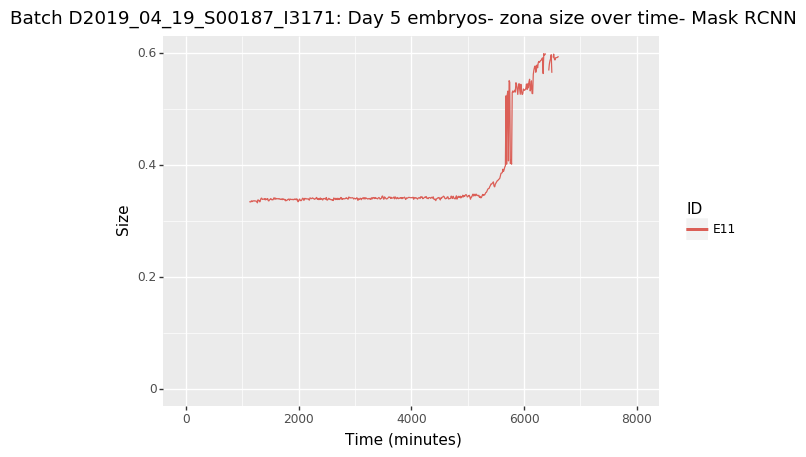 Batch D2019_04_19_S00187_I3171: Day 5 embryos- zona size over time- Mask RCNN
0.6
0.4
0.2
0
Size
0 2000 4000 6000 8000
Time (minutes)
ID
E11